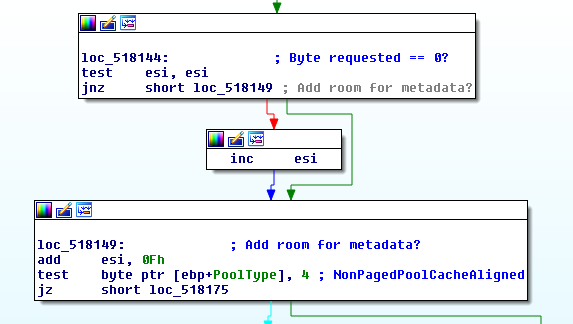 loc_518144: ; Byte requested == 0?
test esi, esi
jnz short loc_518149 ; Add room for metadata?
inc esi
loc_518149: ; Add room for metadata?
add esi, 0Fh
test byte ptr [ebp+PoolType], 4 ; NonPagedPoolCacheAligned
jz short loc_518175